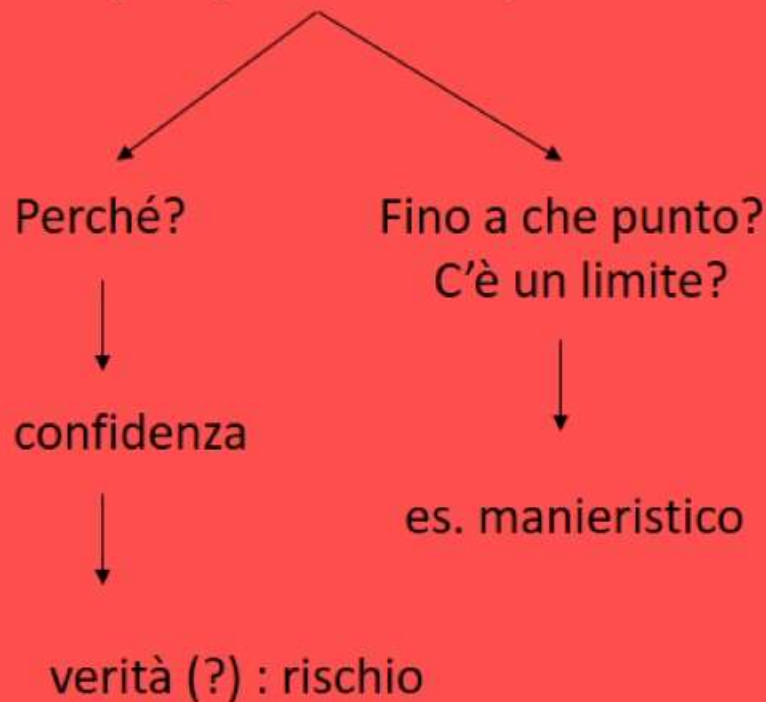 Perché?
Fino a che punto?
C'è un limite?
confidenza
es. manieristico
verità (?) : rischio